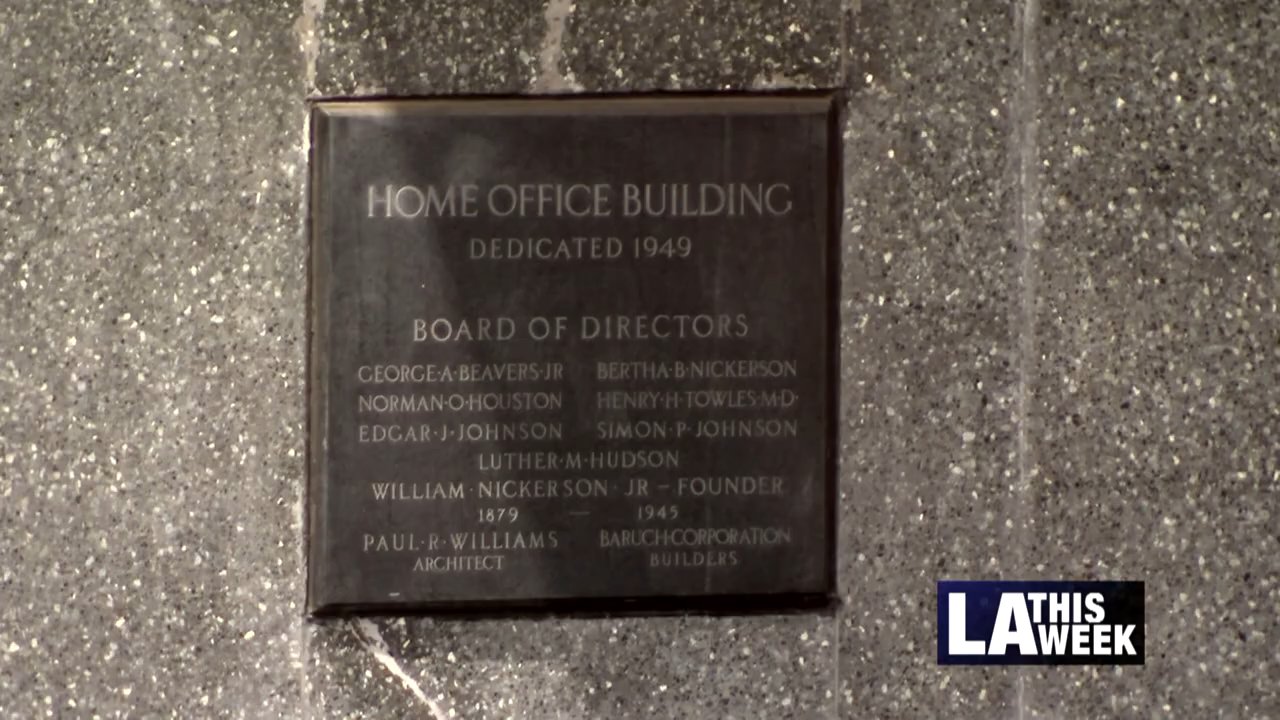 HOME OFFICE BUILDING
DEDICATED 1949
BOARD OF DIRECTORS
GEORGE·A·BEAVERS·JR BERTHA·B·NICKERSON
NORMAN·O·HOUSTON HENRY·H·TOWLES·M·D·
EDGAR·J·JOHNSON SIMON·P·JOHNSON
LUTHER·M·HUDSON
WILLIAM·NICKERSON·JR – FOUNDER
1879 — 1945
PAUL·R·WILLIAMS BARUCH·CORPORATION
ARCHITECT BUILDERS
LA THIS
WEEK